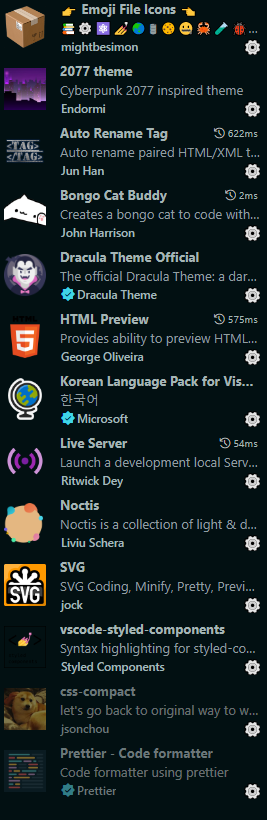 👉 Emoji File Icons 👈
mightbesimon
2077 theme
Cyberpunk 2077 inspired theme
Endormi
<TAG>
</TAG>
Auto Rename Tag 622ms
Auto rename paired HTML/XML t...
Jun Han
Bongo Cat Buddy 2ms
Creates a bongo cat to code with...
John Harrison
Dracula Theme Official
The official Dracula Theme: a dar...
Dracula Theme
HTML
5
HTML Preview 575ms
Provides ability to preview HTML...
George Oliveira
Korean Language Pack for Vis...
한국어
Microsoft
Live Server 54ms
Launch a development local Serv...
Ritwick Dey
Noctis
Noctis is a collection of light & d...
Liviu Schera
SVG
SVG
SVG Coding, Minify, Pretty, Previ...
jock
vscode-styled-components
Syntax highlighting for styled-co...
Styled Components
css-compact
let's go back to original way to w...
jsonchou
Prettier - Code formatter
Code formatter using prettier
Prettier